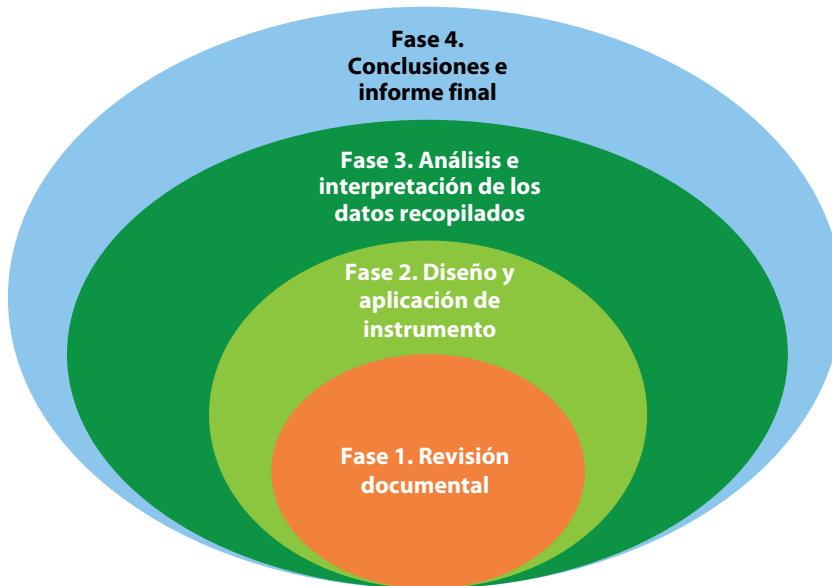 Fase 4.
Conclusiones e
informe final
Fase 3. Análisis e
interpretación de los
datos recopilados
Fase 2. Diseño y
aplicación de
instrumento
Fase 1. Revisión
documental